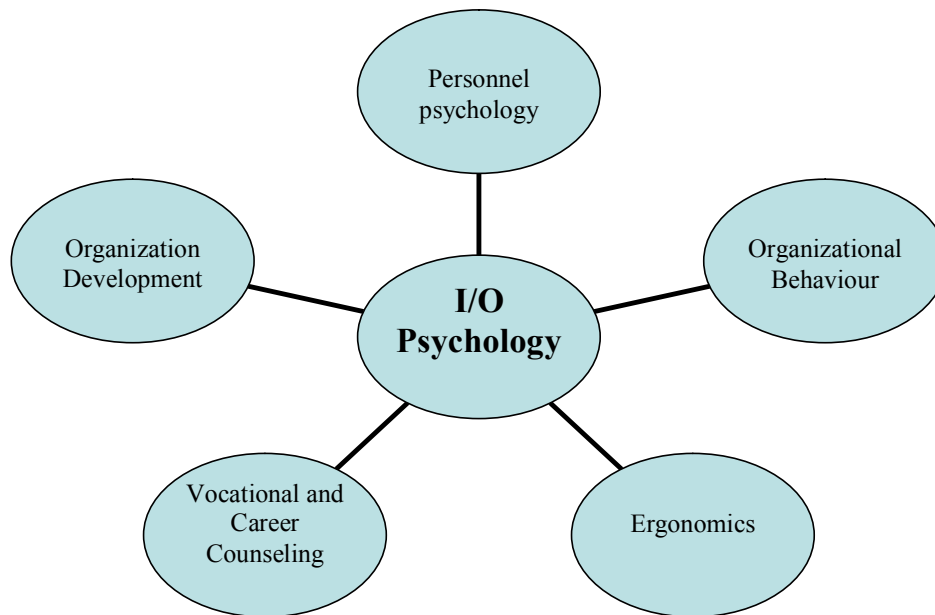 Personnel
psychology
Organization
Development
Organizational
Behaviour
I/O
Psychology
Vocational and
Career
Counseling
Ergonomics